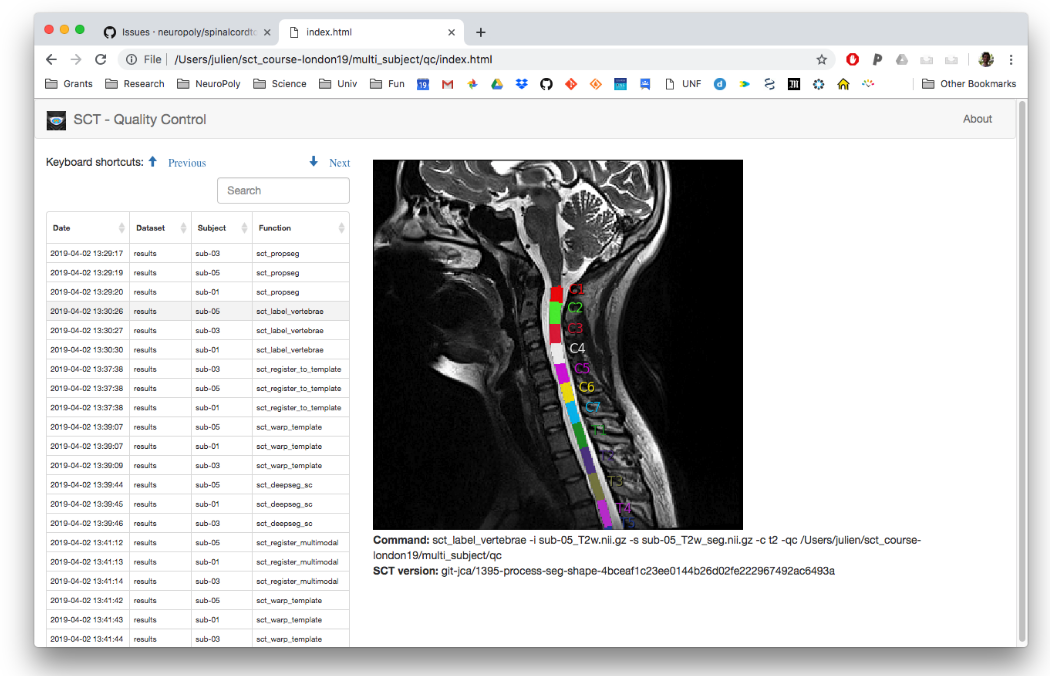 Issues · neuropoly/spinalcordto
index.html
File | /Users/julien/sct_course-london19/multi_subject/qc/index.html
Grants Research NeuroPoly Science Univ Fun UNF Other Bookmarks
SCT - Quality Control About
Keyboard shortcuts: Previous Next
Search
Date Dataset Subject Function
2019-04-02 13:29:17 results sub-03 sct_propseg
2019-04-02 13:29:19 results sub-05 sct_propseg
2019-04-02 13:29:20 results sub-01 sct_propseg
2019-04-02 13:30:26 results sub-05 sct_label_vertebrae
2019-04-02 13:30:27 results sub-03 sct_label_vertebrae
2019-04-02 13:30:30 results sub-01 sct_label_vertebrae
2019-04-02 13:37:38 results sub-03 sct_register_to_template
2019-04-02 13:37:38 results sub-05 sct_register_to_template
2019-04-02 13:37:38 results sub-01 sct_register_to_template
2019-04-02 13:39:07 results sub-05 sct_warp_template
2019-04-02 13:39:07 results sub-01 sct_warp_template
2019-04-02 13:39:09 results sub-03 sct_warp_template
2019-04-02 13:39:44 results sub-05 sct_deepseg_sc
2019-04-02 13:39:45 results sub-01 sct_deepseg_sc
2019-04-02 13:39:46 results sub-03 sct_deepseg_sc
2019-04-02 13:41:12 results sub-05 sct_register_multimodal
2019-04-02 13:41:13 results sub-01 sct_register_multimodal
2019-04-02 13:41:14 results sub-03 sct_register_multimodal
2019-04-02 13:41:42 results sub-05 sct_warp_template
2019-04-02 13:41:43 results sub-01 sct_warp_template
2019-04-02 13:41:44 results sub-03 sct_warp_template
C1
C2
C3
C4
C5
C6
C7
T1
T2
T3
T4
Command: sct_label_vertebrae -i sub-05_T2w.nii.gz -s sub-05_T2w_seg.nii.gz -c t2 -qc /Users/julien/sct_course-
london19/multi_subject/qc
SCT version: git-jca/1395-process-seg-shape-4bceaf1c23ee0144b26d02fe222967492ac6493a